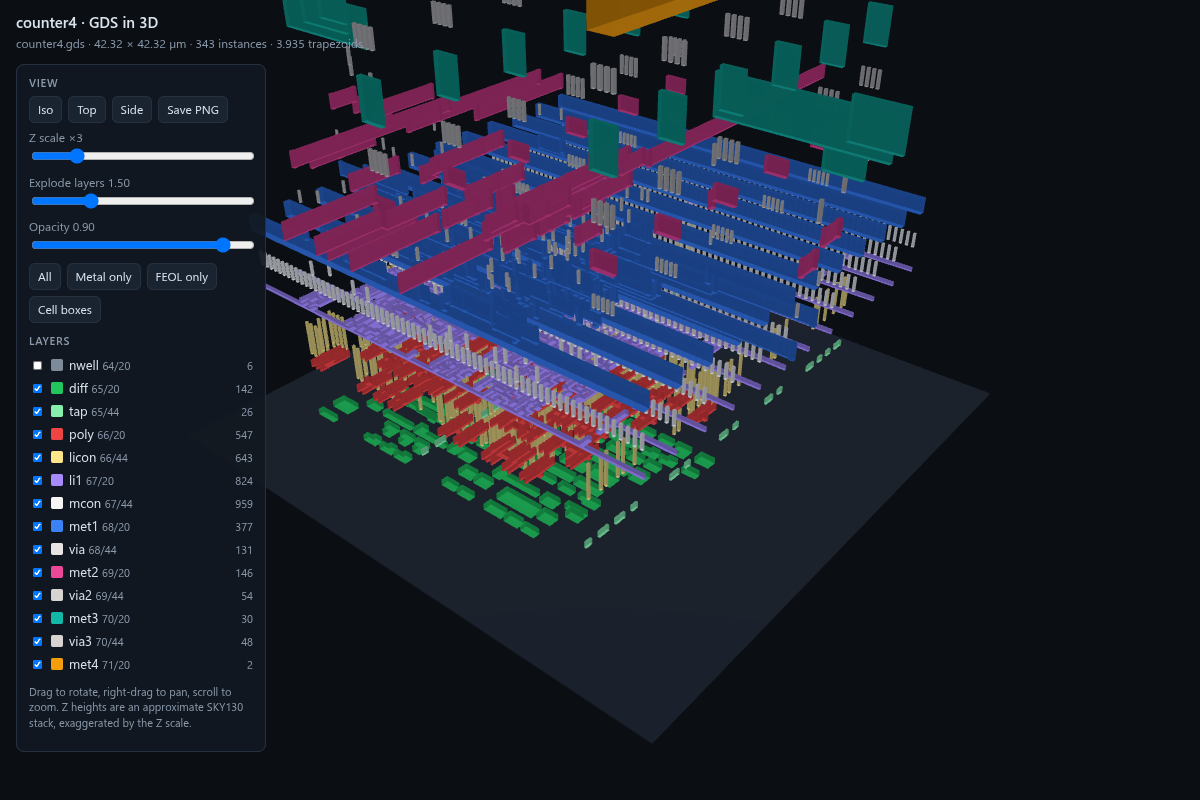 counter4 · GDS in 3D
counter4.gds · 42.32 × 42.32 µm · 343 instances · 3.935 trapezoids
VIEW
Iso Top Side Save PNG
Z scale ×3
Explode layers 1.50
Opacity 0.90
All Metal only FEOL only
Cell boxes
LAYERS
nwell 64/20 6
diff 65/20 142
tap 65/44 26
poly 66/20 547
licon 66/44 643
li1 67/20 824
mcon 67/44 959
met1 68/20 377
via 68/44 131
met2 69/20 146
via2 69/44 54
met3 70/20 30
via3 70/44 48
met4 71/20 2
Drag to rotate, right-drag to pan, scroll to
zoom. Z heights are an approximate SKY130
stack, exaggerated by the Z scale.